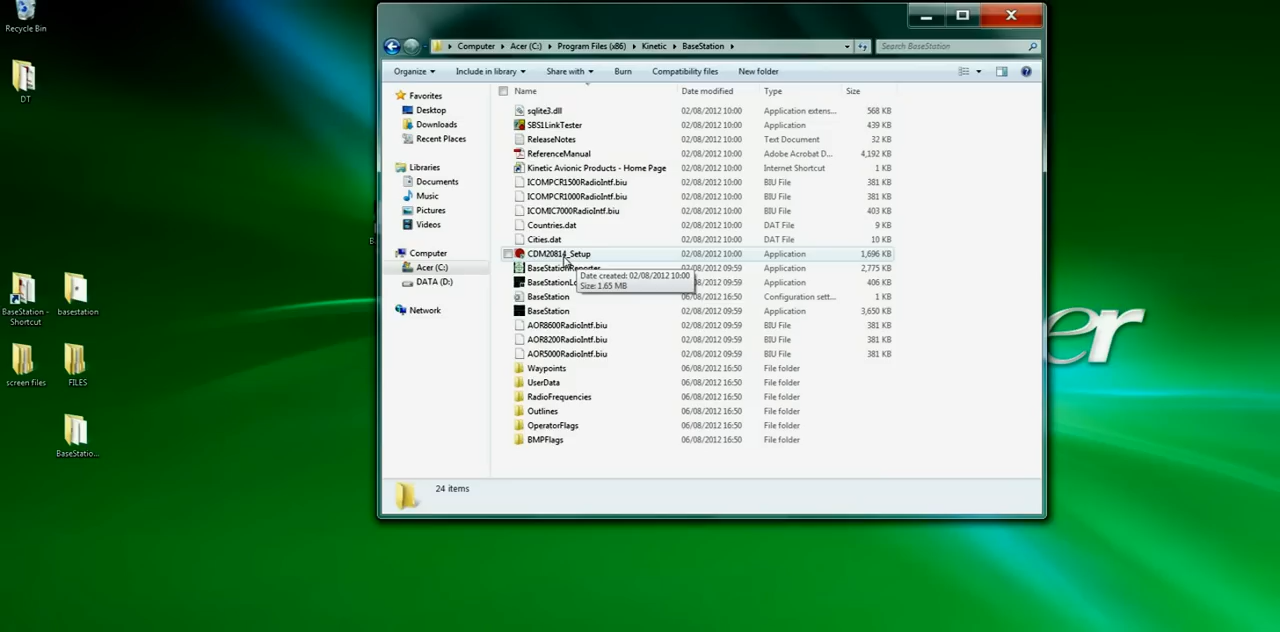 Recycle Bin
DT
BaseStation - Shortcut
basestation
screen files
FILES
BaseStatio...
Computer Acer (C:) Program Files (x86) Kinetic BaseStation
Search BaseStation
Organize Include in library Share with Burn Compatibility files New folder
Favorites
Desktop
Downloads
Recent Places
Libraries
Documents
Music
Pictures
Videos
Computer
Acer (C:)
DATA (D:)
Network
Name Date modified Type Size
sqlite3.dll 02/08/2012 10:00 Application extens... 568 KB
SBS1LinkTester 02/08/2012 10:00 Application 439 KB
ReleaseNotes 02/08/2012 10:00 Text Document 32 KB
ReferenceManual 02/08/2012 10:00 Adobe Acrobat D... 4,192 KB
Kinetic Avionic Products - Home Page 02/08/2012 10:00 Internet Shortcut 1 KB
ICOMPCR1500RadioIntf.biu 02/08/2012 10:00 BIU File 381 KB
ICOMPCR1000RadioIntf.biu 02/08/2012 10:00 BIU File 381 KB
ICOMIC7000RadioIntf.biu 02/08/2012 10:00 BIU File 403 KB
Countries.dat 02/08/2012 10:00 DAT File 9 KB
Cities.dat 02/08/2012 10:00 DAT File 10 KB
CDM20814_Setup 02/08/2012 10:00 Application 1,696 KB
BaseStationReporter 02/08/2012 09:59 Application 2,775 KB
Date created: 02/08/2012 10:00
Size: 1.65 MB
BaseStationLo 09:59 Application 406 KB
BaseStation 02/08/2012 10:00 Configuration sett... 1 KB
BaseStation 02/08/2012 09:59 Application 3,650 KB
AOR8600RadioIntf.biu 02/08/2012 09:59 BIU File 381 KB
AOR8200RadioIntf.biu 02/08/2012 09:59 BIU File 381 KB
AOR5000RadioIntf.biu 02/08/2012 09:59 BIU File 381 KB
Waypoints 06/08/2012 16:50 File folder
UserData 06/08/2012 16:50 File folder
RadioFrequencies 06/08/2012 16:50 File folder
Outlines 06/08/2012 16:50 File folder
OperatorFlags 06/08/2012 16:50 File folder
BMPFlags 06/08/2012 16:50 File folder
24 items
er